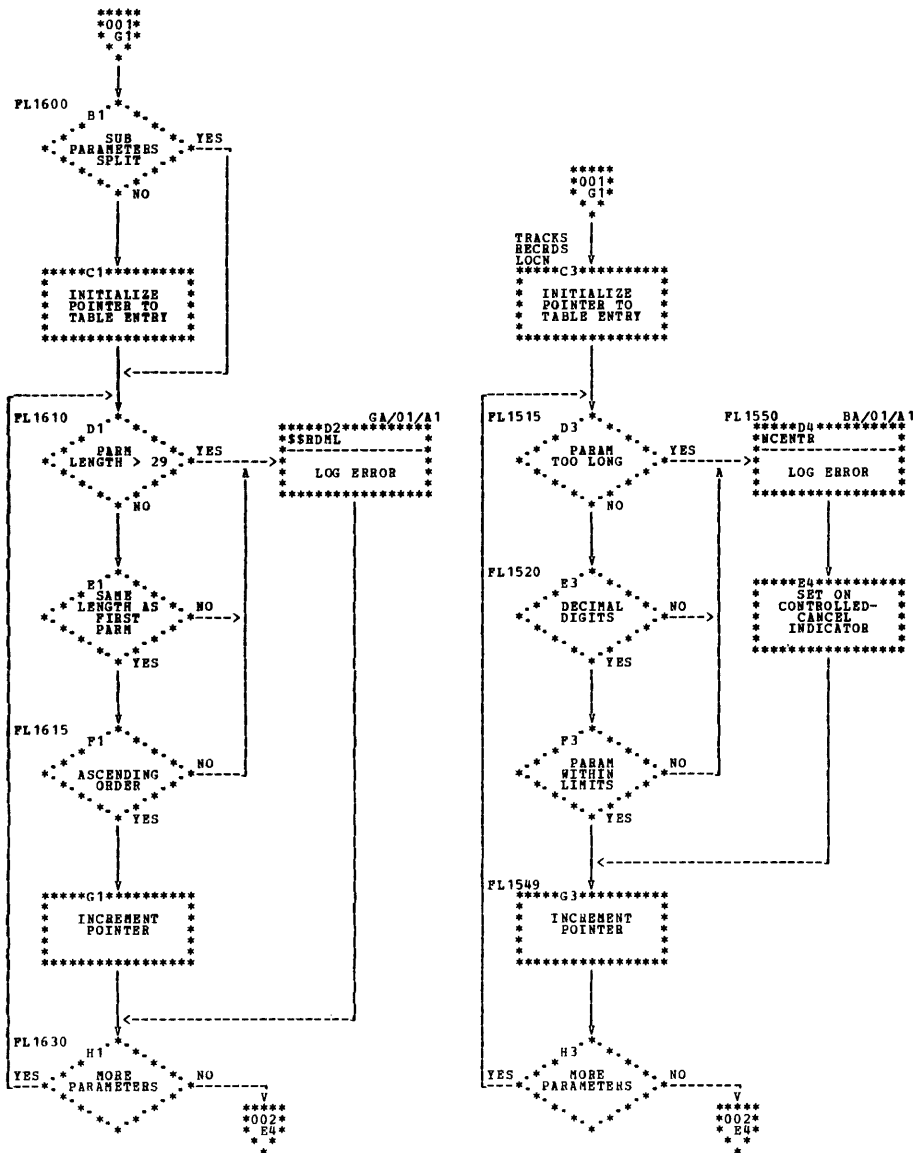 *001*
G1*
FL1600
B1
SUB
PARAMETERS
SPLIT
YES
NO
C1
INITIALIZE
POINTER TO
TABLE ENTRY
FL1610
D1
PARM
LENGTH > 29
YES
NO
GA/01/A1
D2
$$RDML
LOG ERROR
E1
SAME
LENGTH AS
FIRST
PARM
NO
YES
FL1615
F1
ASCENDING
ORDER
NO
YES
G1
INCREMENT
POINTER
FL1630
H1
MORE
PARAMETERS
YES
NO
*002*
E4*
*001*
G1*
TRACKS
RECRDS
LOCN
C3
INITIALIZE
POINTER TO
TABLE ENTRY
FL1515
D3
PARAM
TOO LONG
YES
NO
FL1550
BA/01/A1
D4
NCENTR
LOG ERROR
FL1520
E3
DECIMAL
DIGITS
NO
YES
E4
SET ON
CONTROLLED-
CANCEL
INDICATOR
F3
PARAM
WITHIN
LIMITS
NO
YES
FL1549
G3
INCREMENT
POINTER
H3
MORE
PARAMETERS
YES
NO
*002*
E4*